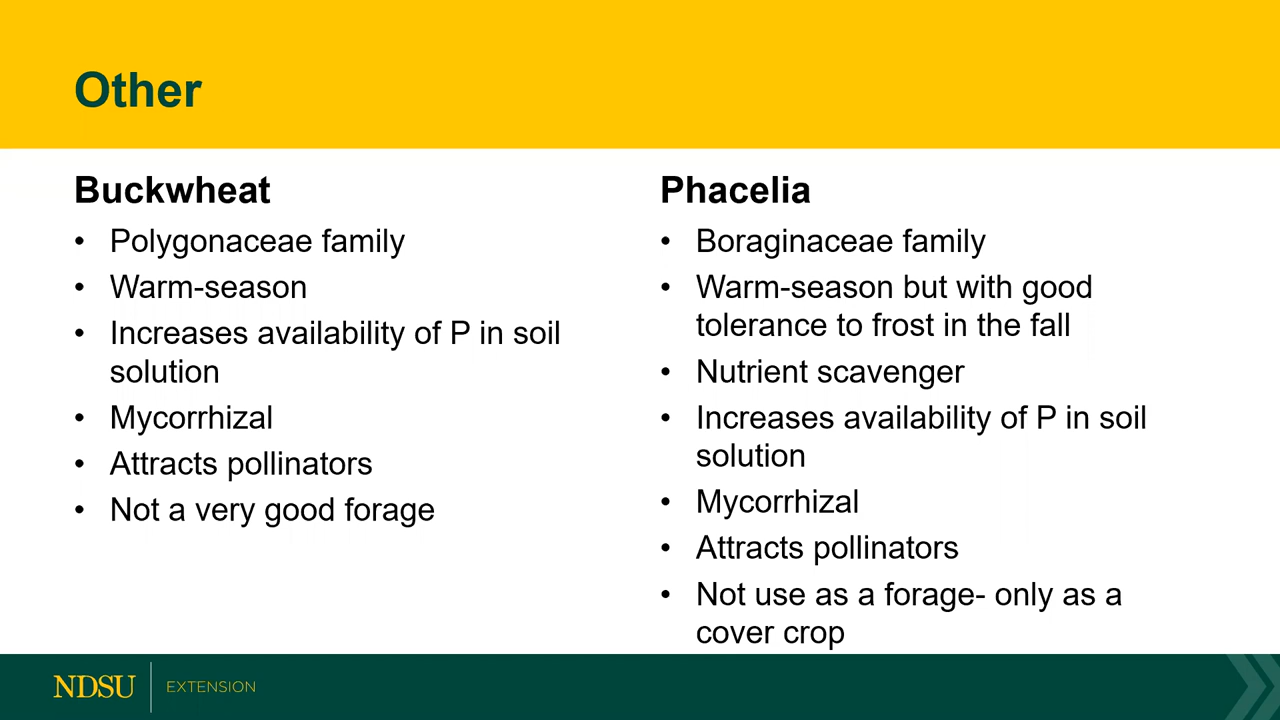 Other
Buckwheat
• Polygonaceae family
• Warm-season
• Increases availability of P in soil
solution
• Mycorrhizal
• Attracts pollinators
• Not a very good forage
Phacelia
• Boraginaceae family
• Warm-season but with good
tolerance to frost in the fall
• Nutrient scavenger
• Increases availability of P in soil
solution
• Mycorrhizal
• Attracts pollinators
• Not use as a forage- only as a
cover crop
NDSU EXTENSION